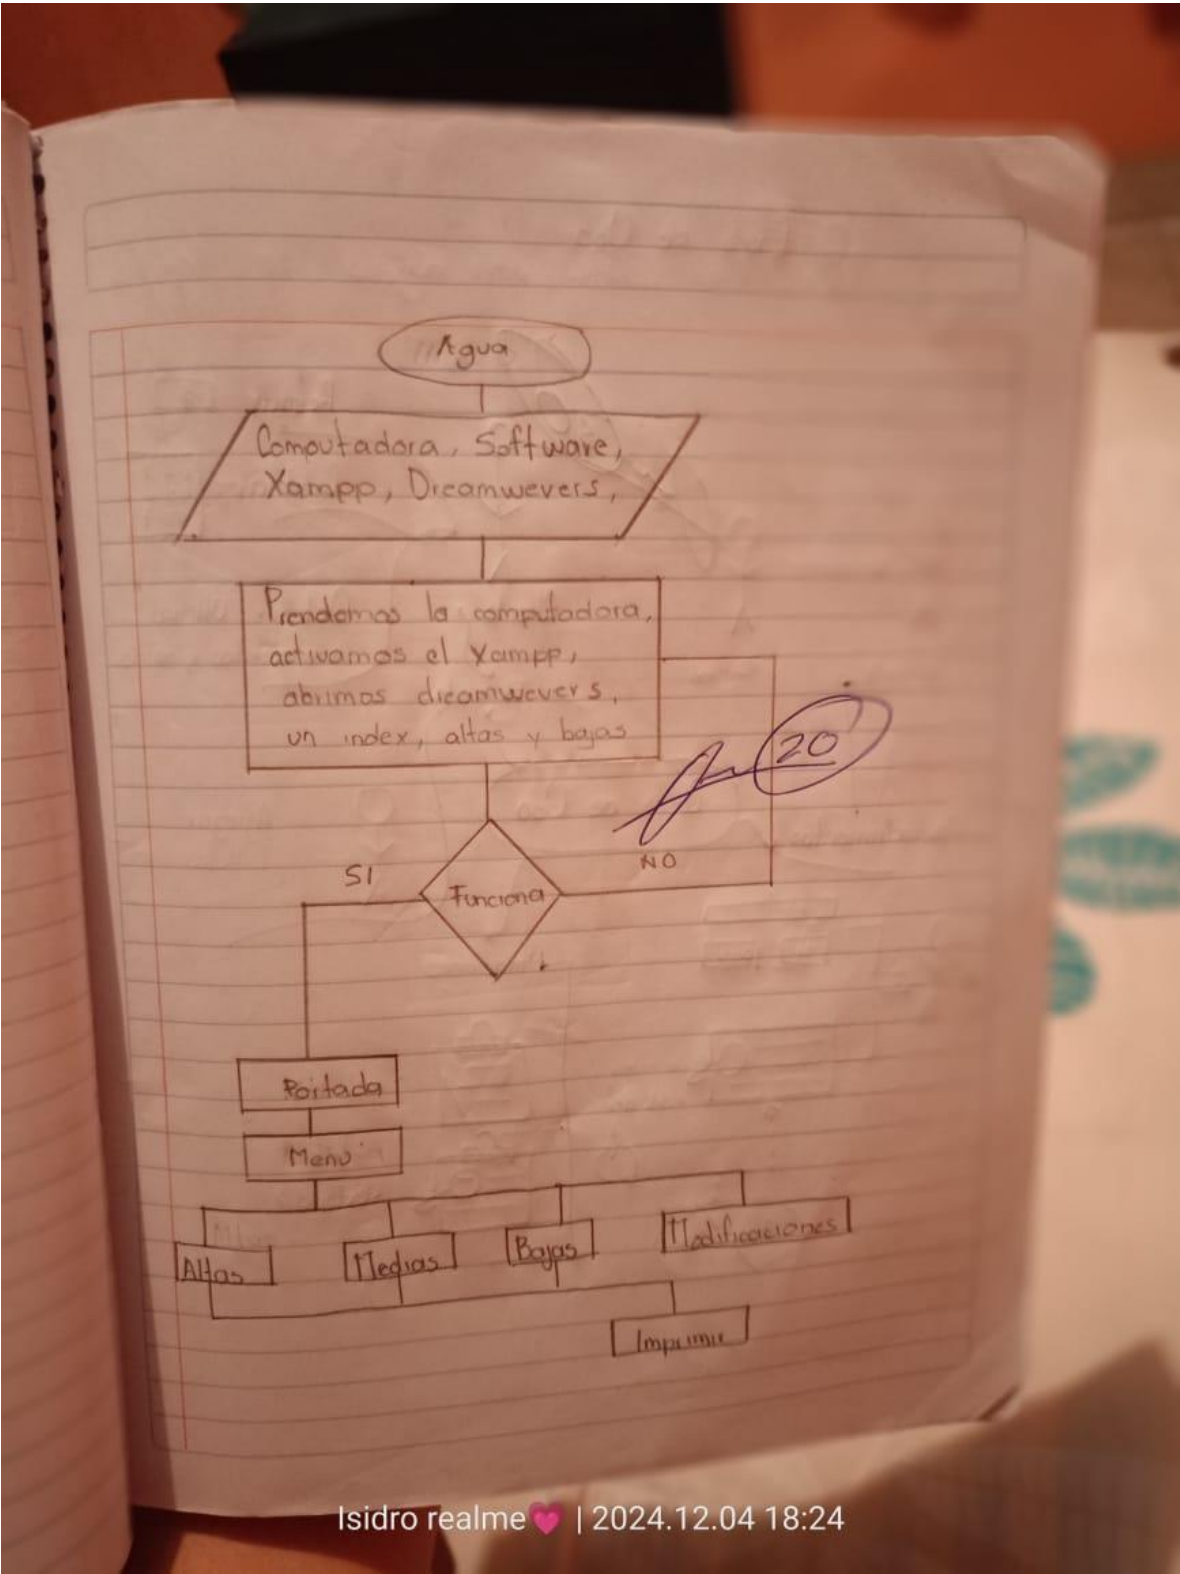 Agua
Computadora, Software,
Xampp, Dreamwevers,
Prendemos la computadora,
activamos el Xampp,
abrimos dreamwevers,
un index, altas y bajas
20
NO
SI
Funciona
Portada
Menú
Altas
Medias
Bajas
Modificaciones
Imprimir
Isidro realme💗 | 2024.12.04 18:24